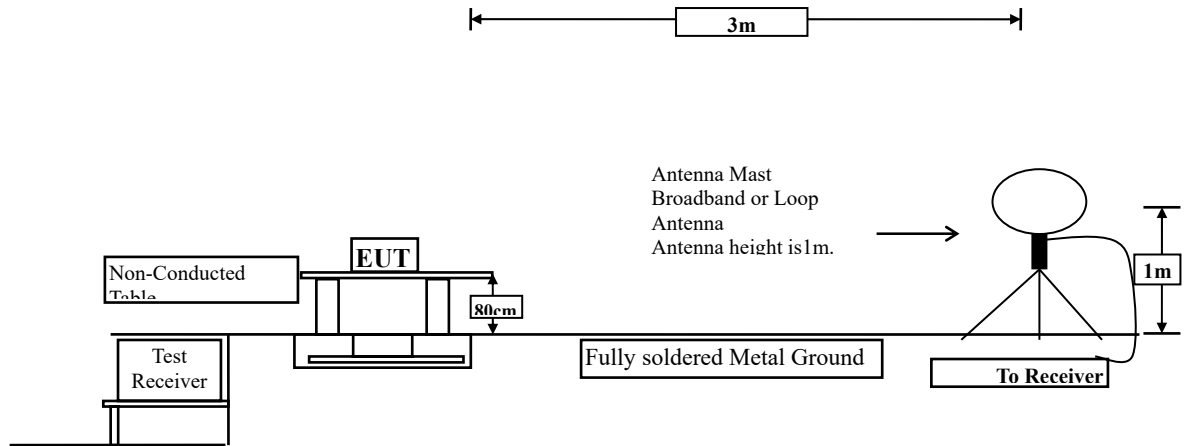 3m
Antenna Mast
Broadband or Loop
Antenna
Antenna height is1m.
EUT
Non-Conducted
Table
80cm
1m
Test
Receiver
Fully soldered Metal Ground
To Receiver